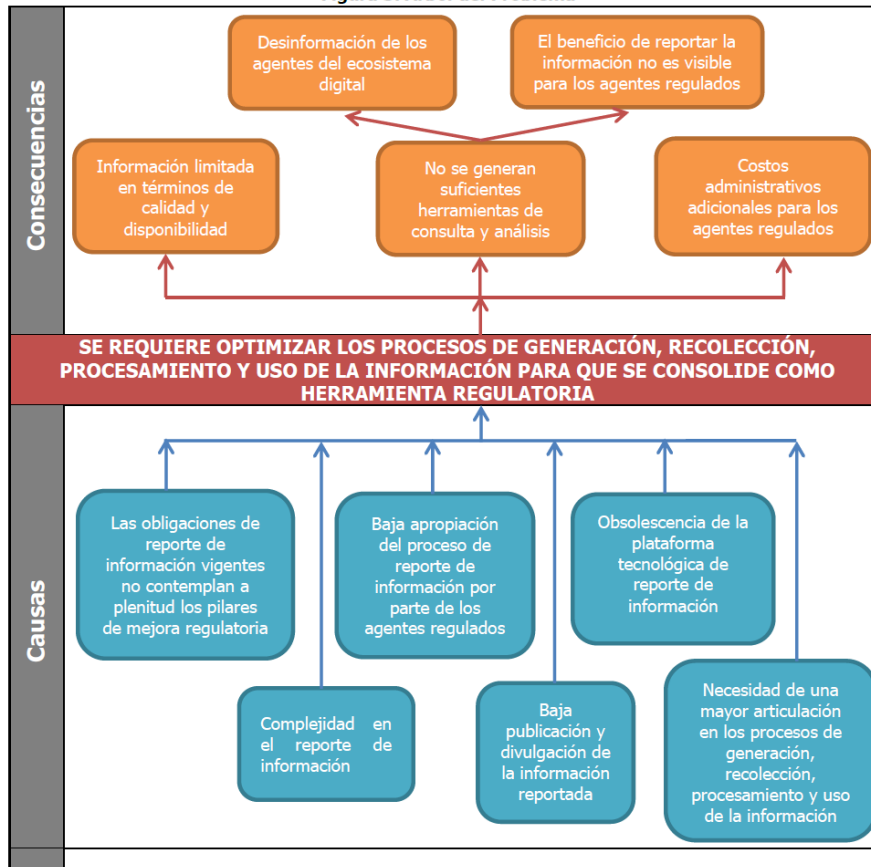 Consecuencias
Desinformación de los
agentes del ecosistema
digital
El beneficio de reportar la
información no es visible
para los agentes regulados
Información limitada
en términos de
calidad y
disponibilidad
No se generan
suficientes
herramientas de
consulta y análisis
Costos
administrativos
adicionales para los
agentes regulados
SE REQUIERE OPTIMIZAR LOS PROCESOS DE GENERACIÓN, RECOLECCIÓN,
PROCESAMIENTO Y USO DE LA INFORMACIÓN PARA QUE SE CONSOLIDE COMO
HERRAMIENTA REGULATORIA
Causas
Las obligaciones de
reporte de
información vigentes
no contemplan a
plenitud los pilares
de mejora regulatoria
Baja apropiación
del proceso de
reporte de
información por
parte de los
agentes regulados
Obsolescencia de la
plataforma
tecnológica de
reporte de
información
Complejidad en
el reporte de
información
Baja
publicación y
divulgación de
la información
reportada
Necesidad de una
mayor articulación
en los procesos de
generación,
recolección,
procesamiento y uso
de la información